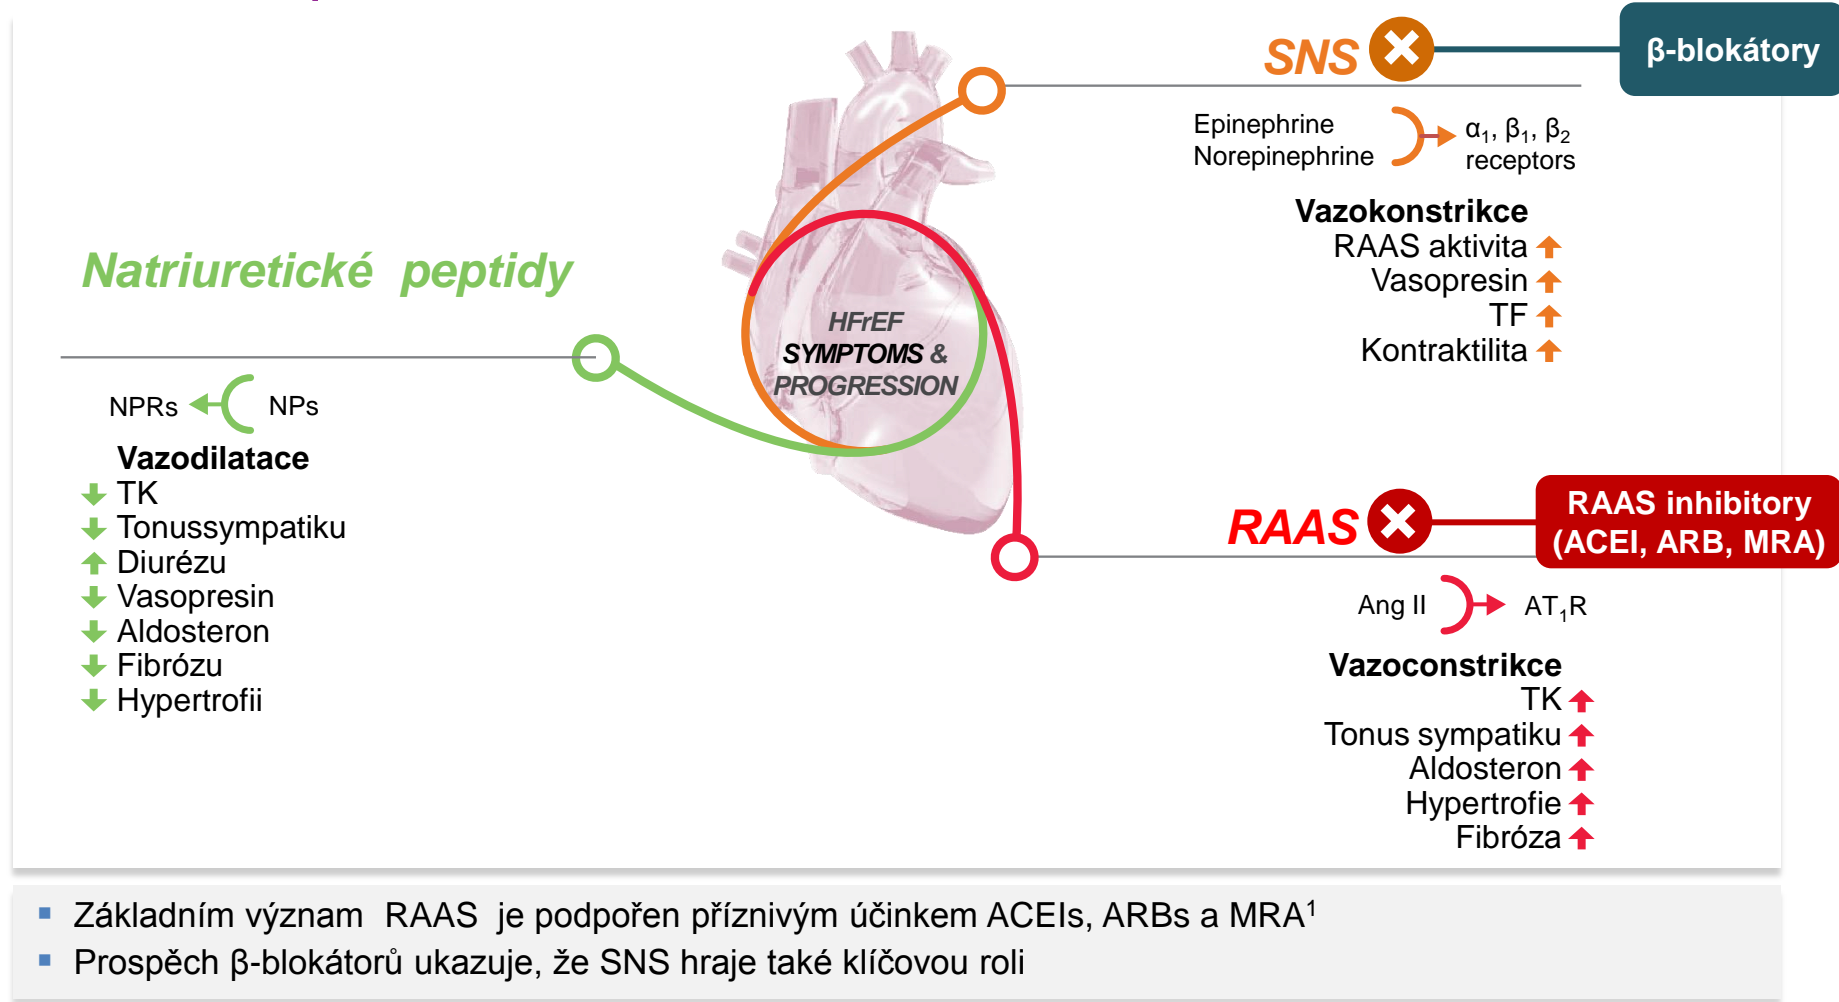 SNS
β-blokátory
Epinephrine
Norepinephrine
α1, β1, β2
receptors
Vazokonstrikce
RAAS aktivita
Vasopresin
TF
Kontraktilita
Natriuretické peptidy
NPRs
NPs
Vazodilatace
TK
Tonussympatiku
Diurézu
Vasopresin
Aldosteron
Fibrózu
Hypertrofii
HFrEF
SYMPTOMS &
PROGRESSION
RAAS
RAAS inhibitory
(ACEI, ARB, MRA)
Ang II
AT1R
Vazoconstrikce
TK
Tonus sympatiku
Aldosteron
Hypertrofie
Fibróza
Základním význam RAAS je podpořen příznivým účinkem ACEIs, ARBs a MRA1
Prospěch β-blokátorů ukazuje, že SNS hraje také klíčovou roli